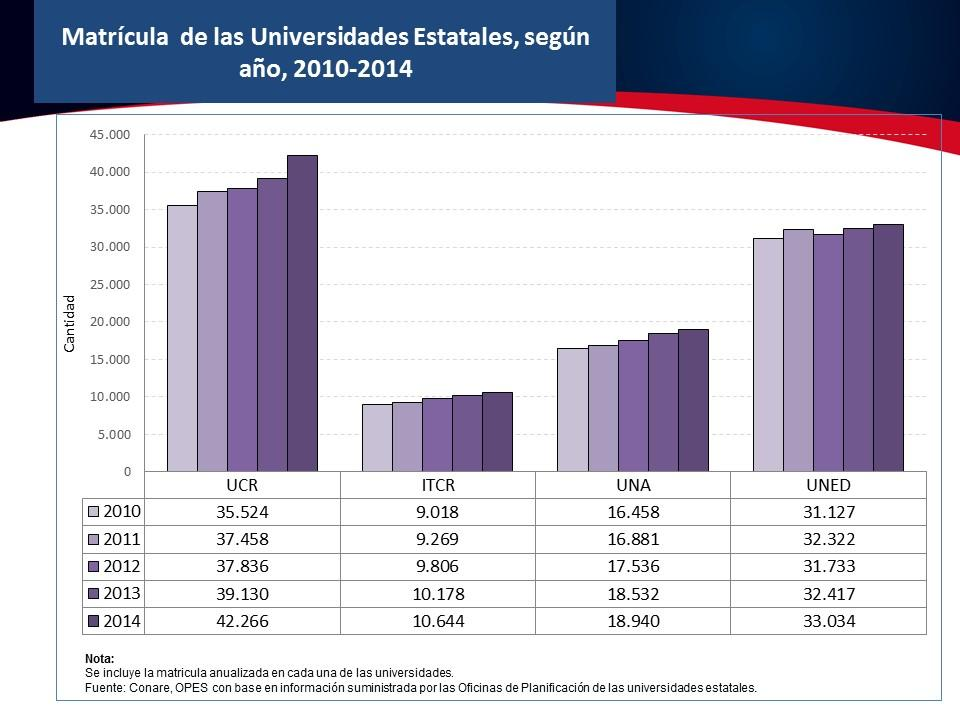 Matrícula de las Universidades Estatales, según
año, 2010-2014
45.000
40.000
35.000
30.000
25.000
20.000
15.000
10.000
5.000
0
Cantidad
UCR ITCR UNA UNED
2010 35.524 9.018 16.458 31.127
2011 37.458 9.269 16.881 32.322
2012 37.836 9.806 17.536 31.733
2013 39.130 10.178 18.532 32.417
2014 42.266 10.644 18.940 33.034
Nota:
Se incluye la matricula anualizada en cada una de las universidades.
Fuente: Conare, OPES con base en información suministrada por las Oficinas de Planificación de las universidades estatales.